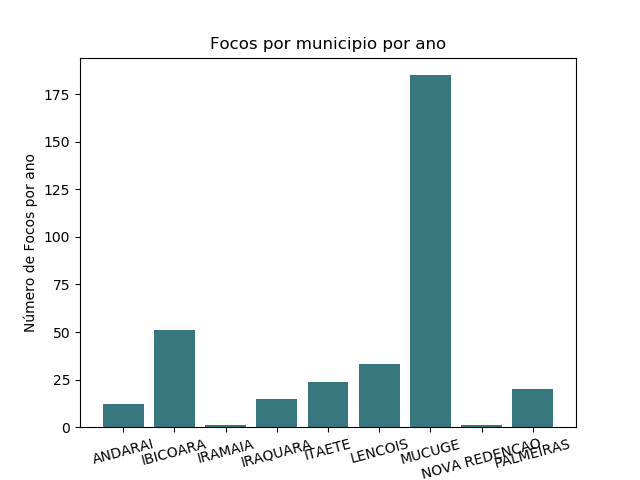 Focos por municipio por ano
Número de Focos por ano
175
150
125
100
75
50
25
0
ANDARAI
IBICOARA
IRAMAIA
IRAQUARA
ITAETE
LENCOIS
MUCUGE
NOVA REDENCAO
PALMEIRAS